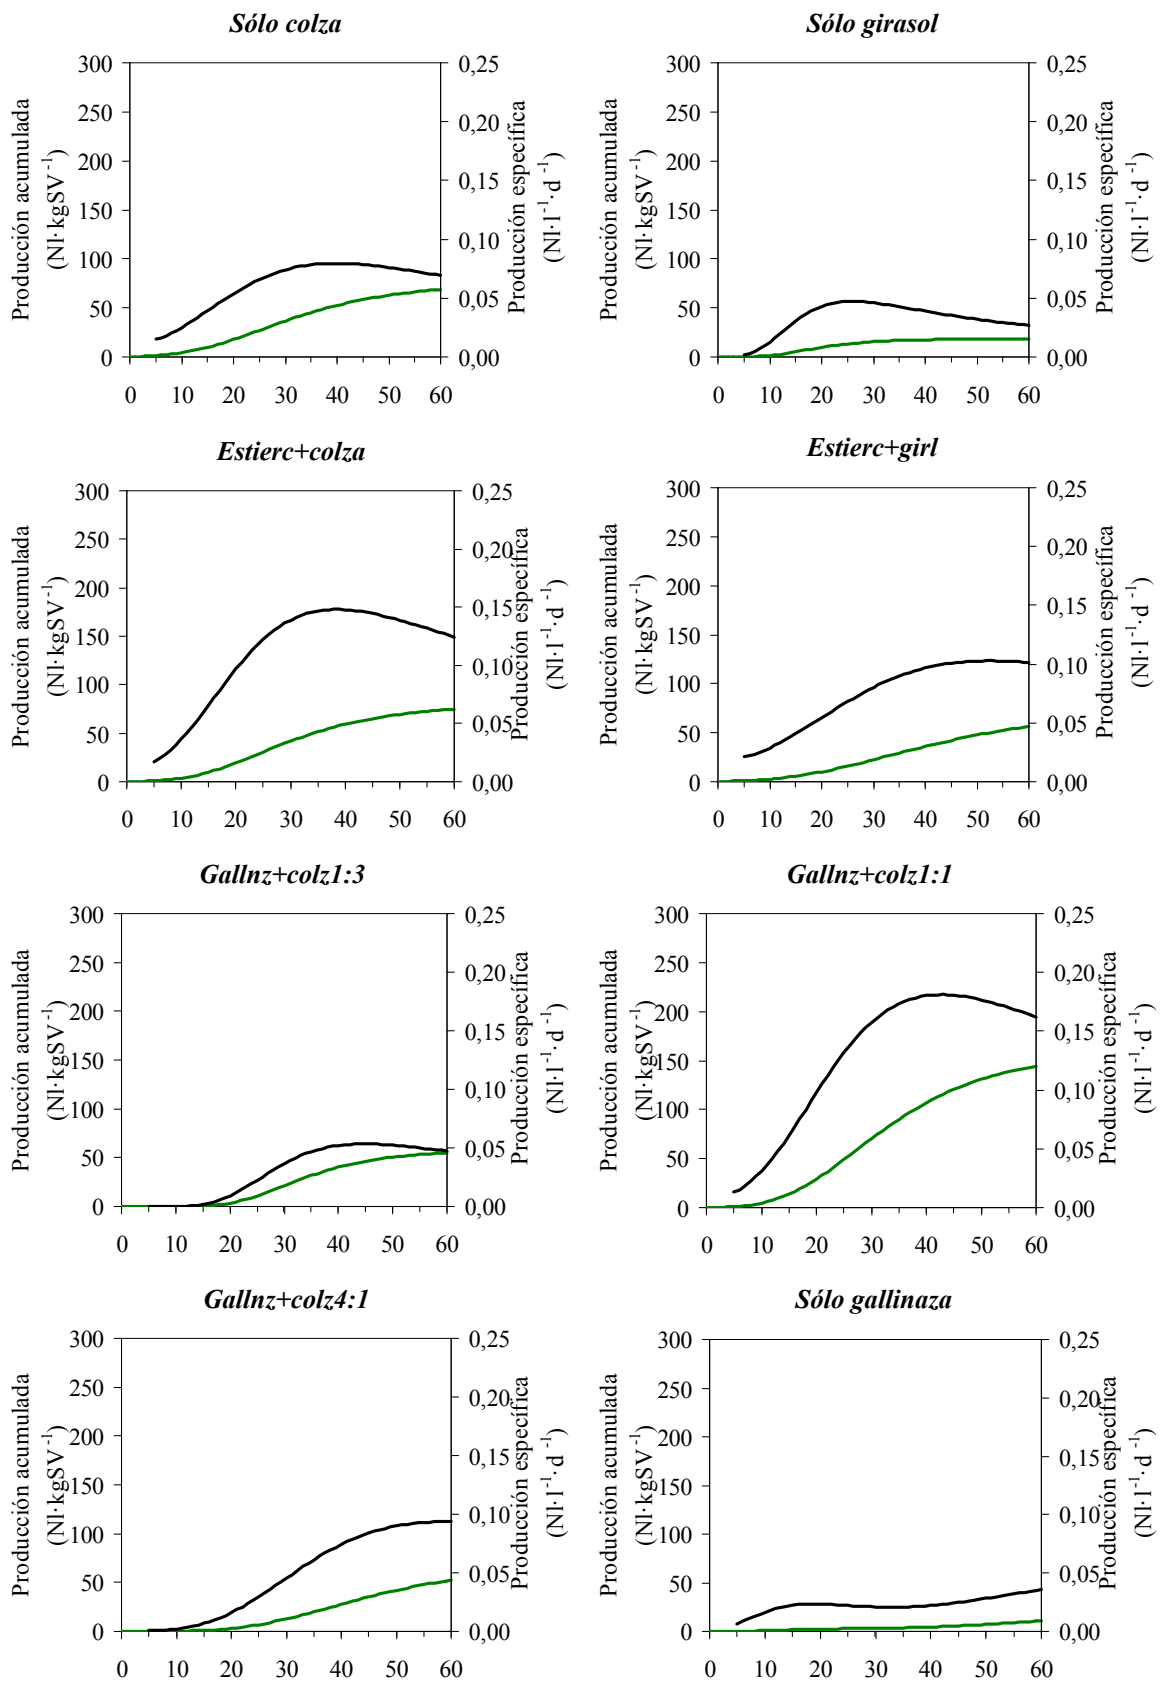 Sólo colza
Producción acumulada
(Nl·kgSV⁻¹)
300
250
200
150
100
50
0
0,25
0,20
0,15
0,10
0,05
0,00
Producción específica
(Nl·l⁻¹·d⁻¹)
0 10 20 30 40 50 60
Sólo girasol
Producción acumulada
(Nl·kgSV⁻¹)
300
250
200
150
100
50
0
0,25
0,20
0,15
0,10
0,05
0,00
Producción específica
(Nl·l⁻¹·d⁻¹)
0 10 20 30 40 50 60
Estierc+colza
Producción acumulada
(Nl·kgSV⁻¹)
300
250
200
150
100
50
0
0,25
0,20
0,15
0,10
0,05
0,00
Producción específica
(Nl·l⁻¹·d⁻¹)
0 10 20 30 40 50 60
Estierc+girl
Producción acumulada
(Nl·kgSV⁻¹)
300
250
200
150
100
50
0
0,25
0,20
0,15
0,10
0,05
0,00
Producción específica
(Nl·l⁻¹·d⁻¹)
0 10 20 30 40 50 60
Gallnz+colz1:3
Producción acumulada
(Nl·kgSV⁻¹)
300
250
200
150
100
50
0
0,25
0,20
0,15
0,10
0,05
0,00
Producción específica
(Nl·l⁻¹·d⁻¹)
0 10 20 30 40 50 60
Gallnz+colz1:1
Producción acumulada
(Nl·kgSV⁻¹)
300
250
200
150
100
50
0
0,25
0,20
0,15
0,10
0,05
0,00
Producción específica
(Nl·l⁻¹·d⁻¹)
0 10 20 30 40 50 60
Gallnz+colz4:1
Producción acumulada
(Nl·kgSV⁻¹)
300
250
200
150
100
50
0
0,25
0,20
0,15
0,10
0,05
0,00
Producción específica
(Nl·l⁻¹·d⁻¹)
0 10 20 30 40 50 60
Sólo gallinaza
Producción acumulada
(Nl·kgSV⁻¹)
300
250
200
150
100
50
0
0,25
0,20
0,15
0,10
0,05
0,00
Producción específica
(Nl·l⁻¹·d⁻¹)
0 10 20 30 40 50 60